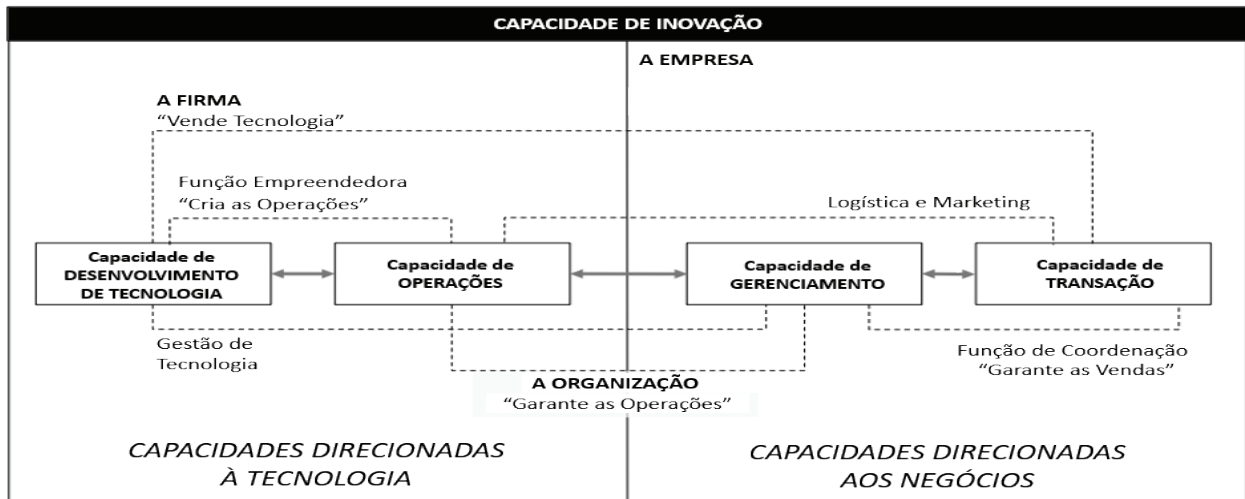 CAPACIDADE DE INOVAÇÃO
A EMPRESA
A FIRMA
“Vende Tecnologia”
Função Empreendedora
“Cria as Operações”
Logística e Marketing
Capacidade de
DESENVOLVIMENTO
DE TECNOLOGIA
Capacidade de
OPERAÇÕES
Capacidade de
GERENCIAMENTO
Capacidade de
TRANSAÇÃO
Gestão de
Tecnologia
Função de Coordenação
“Garante as Vendas”
A ORGANIZAÇÃO
“Garante as Operações”
CAPACIDADES DIRECIONADAS
À TECNOLOGIA
CAPACIDADES DIRECIONADAS
AOS NEGÓCIOS